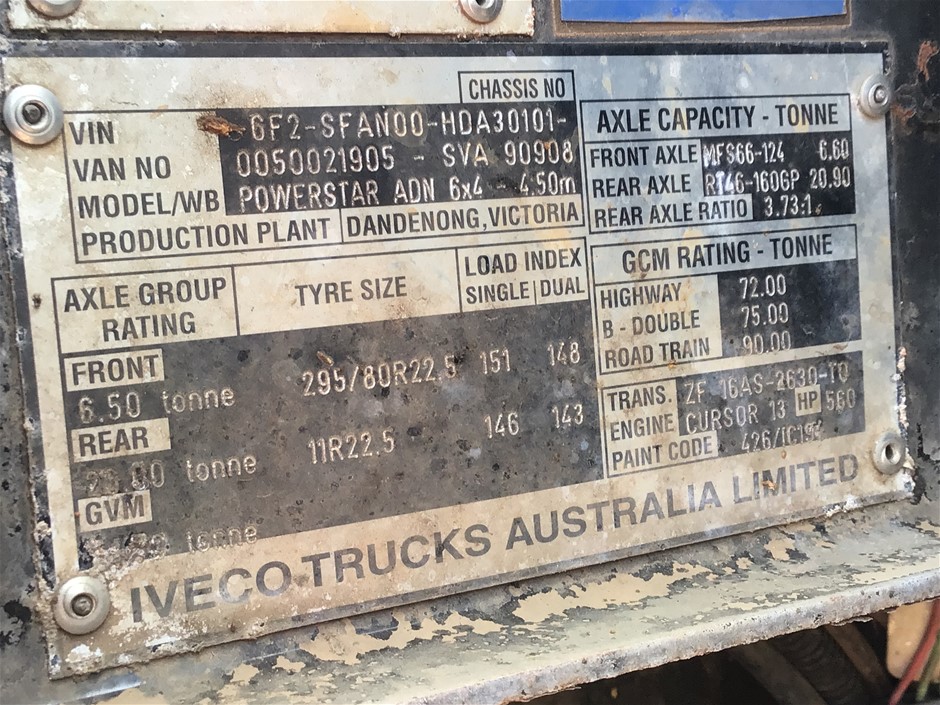 CHASSIS NO
VIN 6F2-SFAN00-HDA30101-
VAN NO 0050021905 - SVA 90908
MODEL/WB POWERSTAR ADN 6x4 - 4.50m
PRODUCTION PLANT DANDENONG, VICTORIA
AXLE CAPACITY - TONNE
FRONT AXLE MFS66-124 6.60
REAR AXLE RT46-160GP 20.90
REAR AXLE RATIO 3.73:1
AXLE GROUP RATING TYRE SIZE LOAD INDEX
SINGLE DUAL
FRONT
6.50 tonne 295/80R22.5 151 148
REAR
tonne 11R22.5 146 143
GVM
tonne
GCM RATING - TONNE
HIGHWAY 72.00
B - DOUBLE 75.00
ROAD TRAIN 90.00
TRANS. ZF 16AS-2630-TO
ENGINE CURSOR 13 HP 560
PAINT CODE
IVECO TRUCKS AUSTRALIA LIMITED